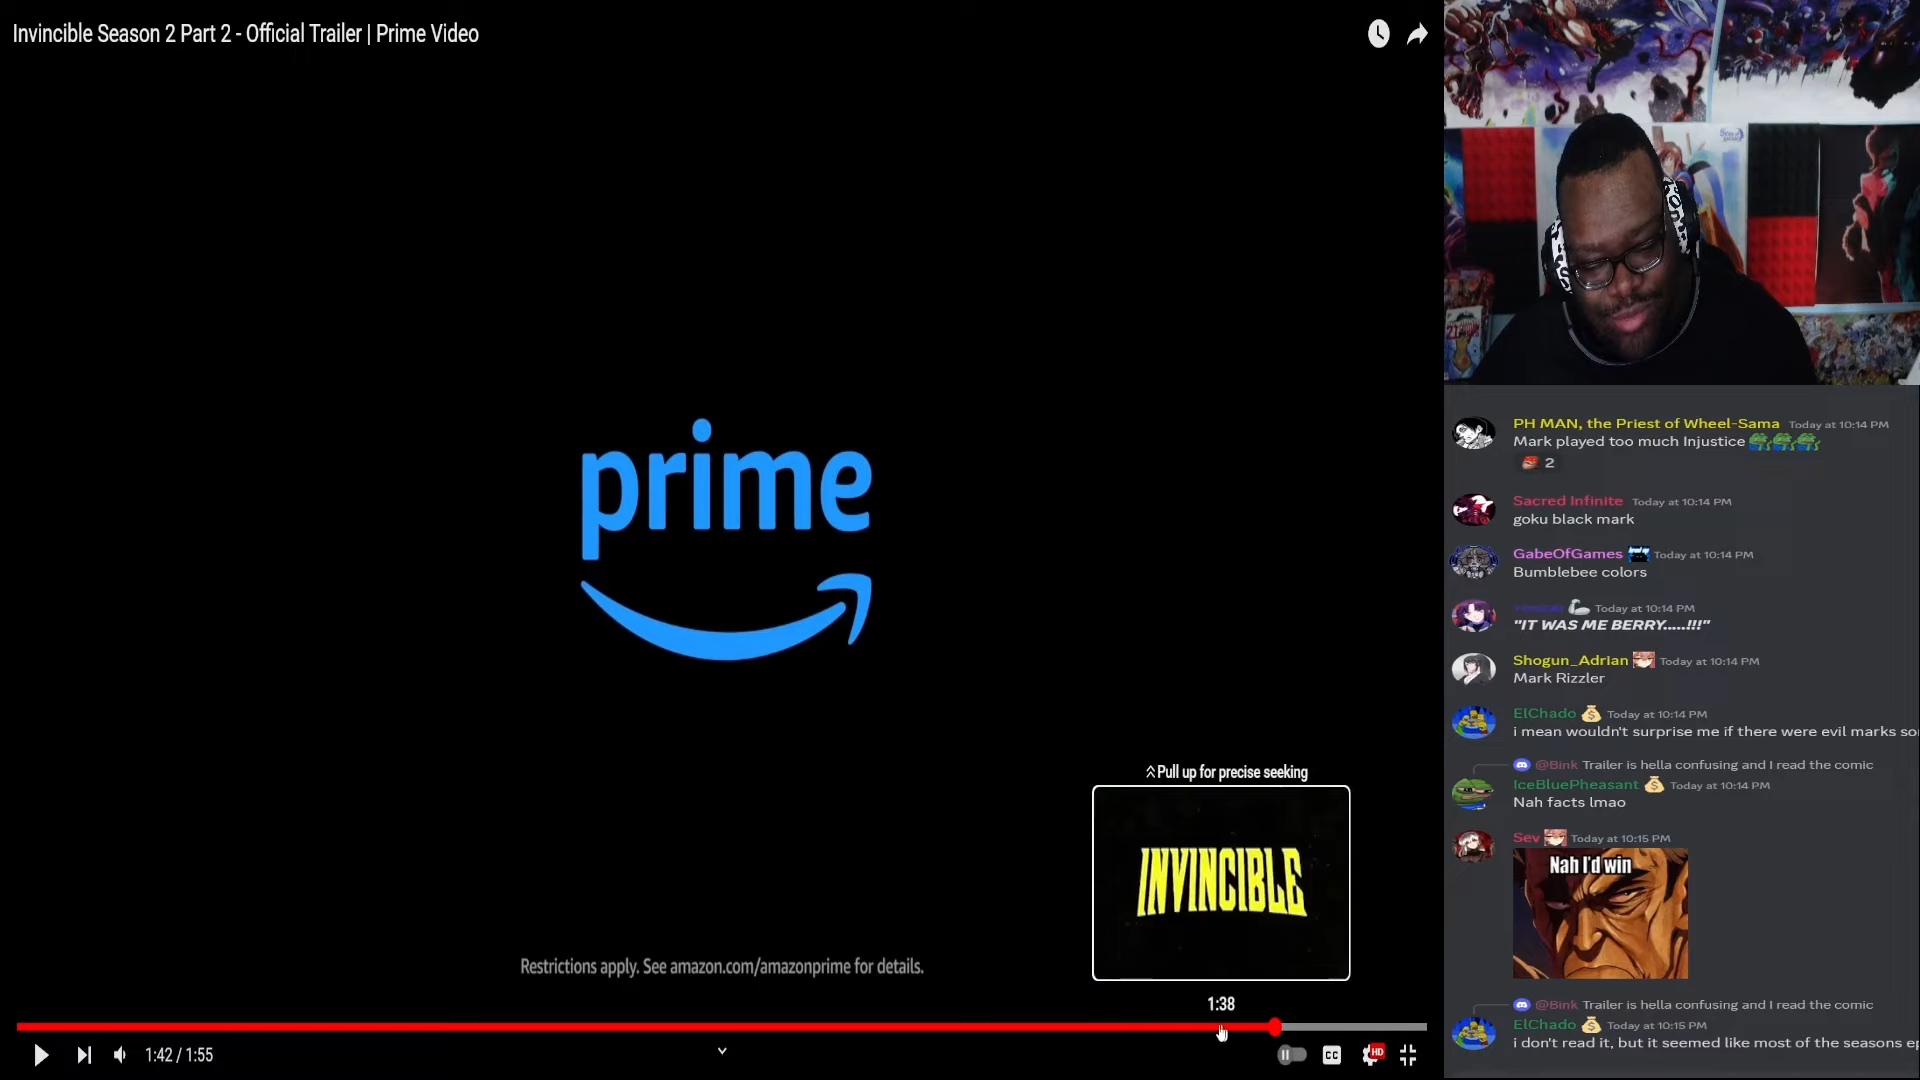 Invincible Season 2 Part 2 - Official Trailer | Prime Video
prime
Pull up for precise seeking
INVINCIBLE
Restrictions apply. See amazon.com/amazonprime for details.
1:38
1:42 / 1:55
CC
HD
PH MAN, the Priest of Wheel-Sama Today at 10:14 PM
Mark played too much Injustice
2
Sacred Infinite Today at 10:14 PM
goku black mark
GabeOfGames Today at 10:14 PM
Bumblebee colors
Today at 10:14 PM
"IT WAS ME BERRY.....!!!"
Shogun_Adrian Today at 10:14 PM
Mark Rizzler
ElChado Today at 10:14 PM
i mean wouldn't surprise me if there were evil marks so
@Bink Trailer is hella confusing and I read the comic
IceBluePheasant Today at 10:14 PM
Nah facts lmao
Sev Today at 10:15 PM
Nah I'd win
@Bink Trailer is hella confusing and I read the comic
ElChado Today at 10:15 PM
i don't read it, but it seemed like most of the seasons ep